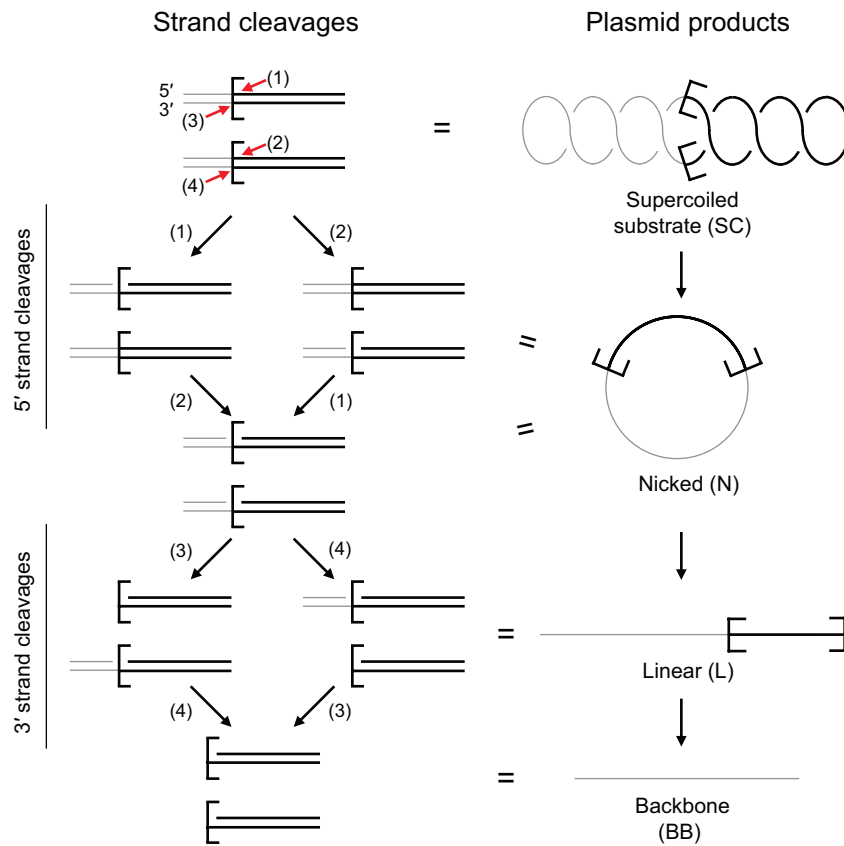 Strand cleavages
Plasmid products
5′
3′
(1)
(3)
(2)
(4)
=
Supercoiled
substrate (SC)
5′ strand cleavages
(1)
(2)
=
(2)
(1)
=
Nicked (N)
3′ strand cleavages
(3)
(4)
=
Linear (L)
(4)
(3)
=
Backbone
(BB)